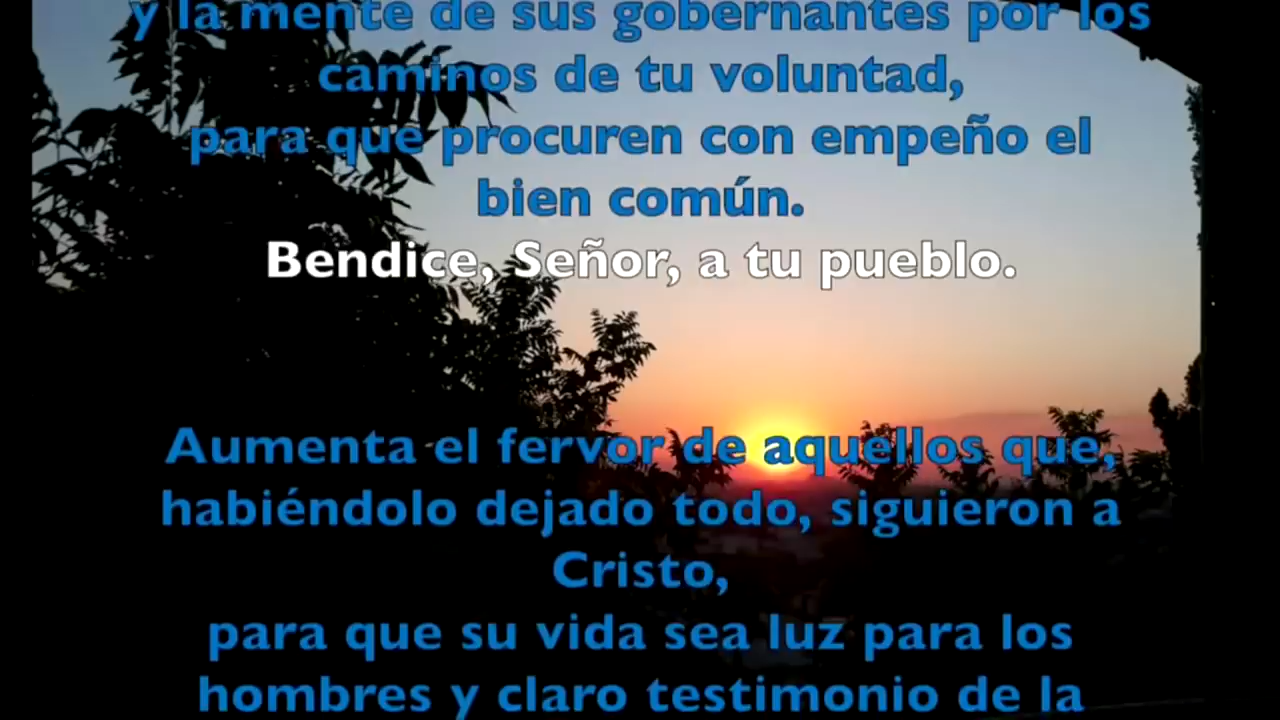 y la mente de sus gobernantes por los
caminos de tu voluntad,
para que procuren con empeño el
bien común.
Bendice, Señor, a tu pueblo.
Aumenta el fervor de aquellos que,
habiéndolo dejado todo, siguieron a
Cristo,
para que su vida sea luz para los
hombres y claro testimonio de la